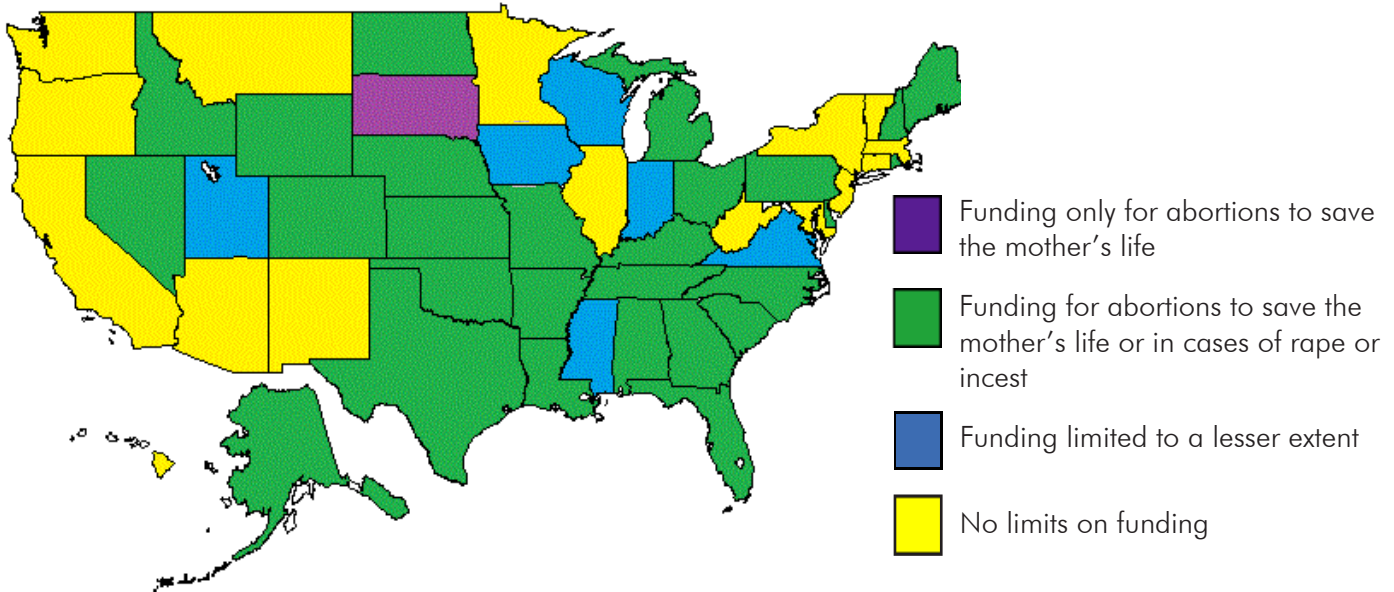 Funding only for abortions to save
the mother’s life
Funding for abortions to save the
mother’s life or in cases of rape or
incest
Funding limited to a lesser extent
No limits on funding